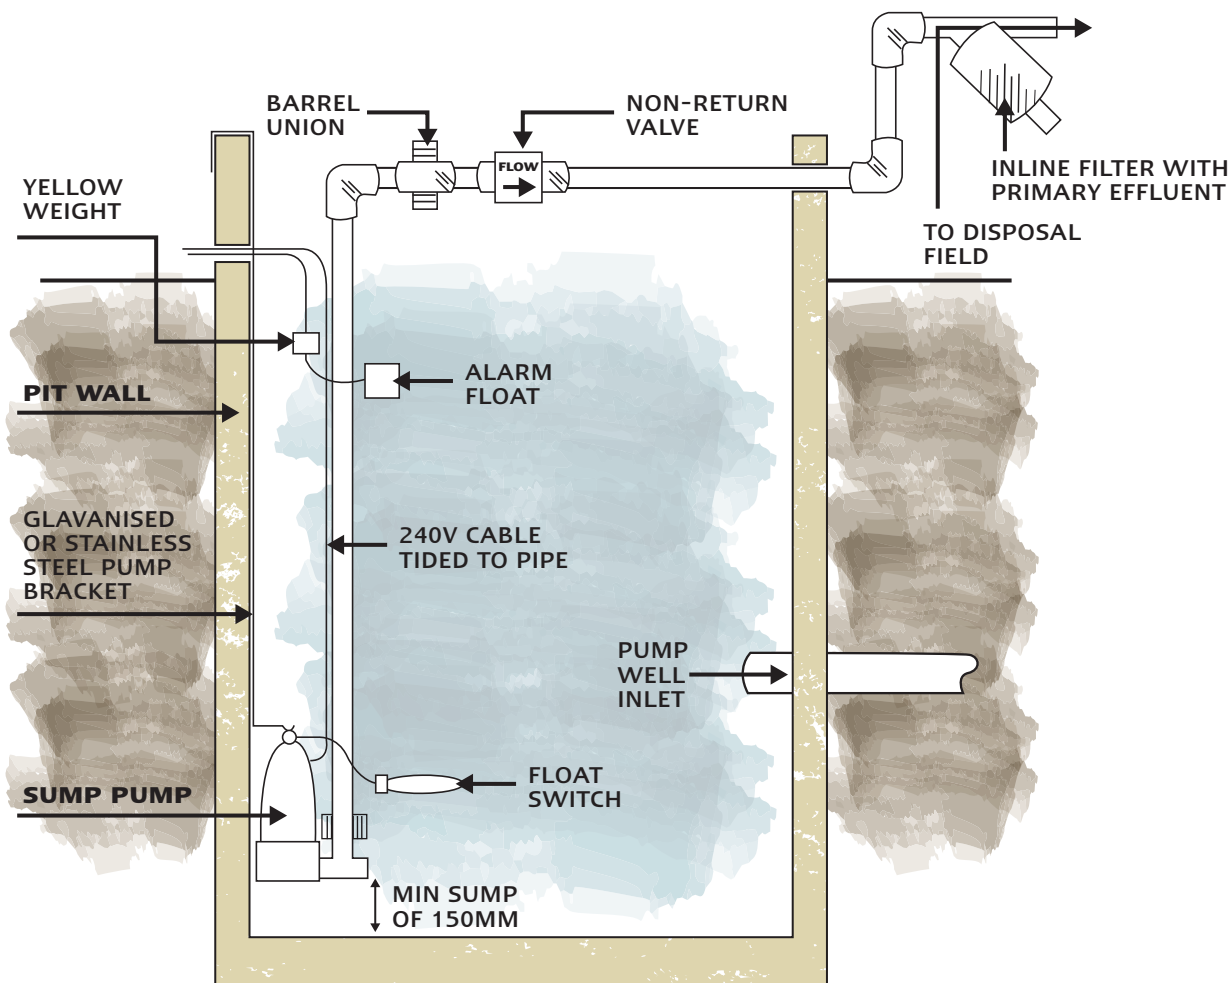 BARREL
UNION
NON-RETURN
VALVE
FLOW
INLINE FILTER WITH
PRIMARY EFFLUENT
YELLOW
WEIGHT
TO DISPOSAL
FIELD
ALARM
FLOAT
PIT WALL
GLAVANISED
OR STAINLESS
STEEL PUMP
BRACKET
240V CABLE
TIDED TO PIPE
PUMP
WELL
INLET
FLOAT
SWITCH
SUMP PUMP
MIN SUMP
OF 150MM